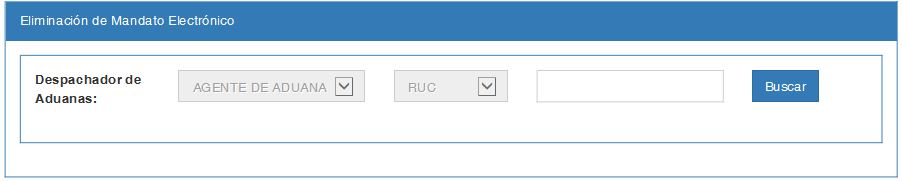 Eliminación de Mandato Electrónico
Despachador de
Aduanas:
AGENTE DE ADUANA
RUC
Buscar